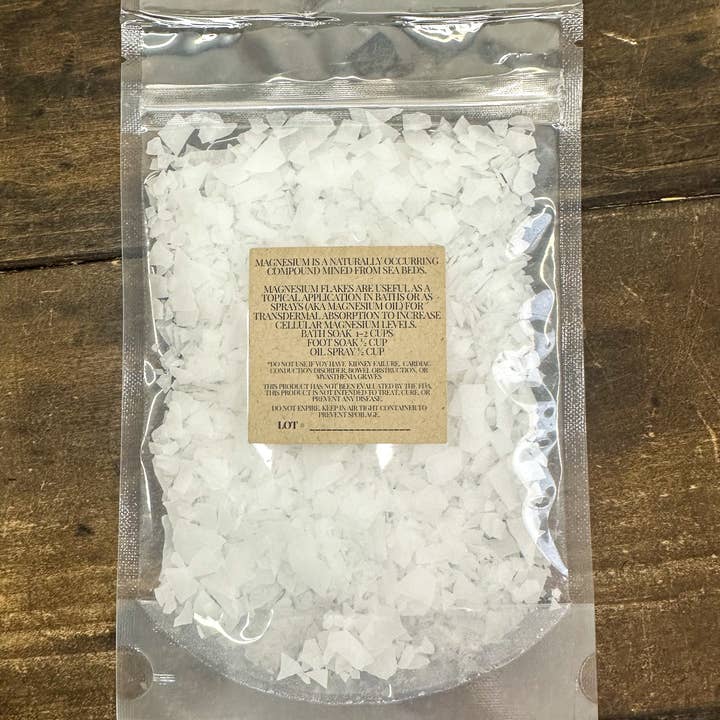 MAGNESIUM IS A NATURALLY OCCURRING
COMPOUND MINED FROM SEA BEDS.
MAGNESIUM FLAKES ARE USEFUL AS A
TOPICAL APPLICATION IN BATHS OR AS
SPRAYS (AKA MAGNESIUM OIL) FOR
TRANSDERMAL ABSORPTION TO INCREASE
CELLULAR MAGNESIUM LEVELS.
BATH SOAK 1-2 CUPS
FOOT SOAK ½ CUP
OIL SPRAY ½ CUP
*DO NOT USE IF YOY HAVE KIDNEY FAILURE, CARDIAC
CONDUCTION DISORDER, BOWEL OBSTRUCTION, OR
MYASTHENIA GRAVES
THIS PRODUCT HAS NOT BEEN EVALUATED BY THE FDA.
THIS PRODUCT IS NOT INTENDED TO TREAT, CURE, OR
PREVENT ANY DISEASE.
DO NOT EXPIRE. KEEP IN AIR TIGHT CONTAINER TO
PREVENT SPOILAGE.
LOT # ____________________